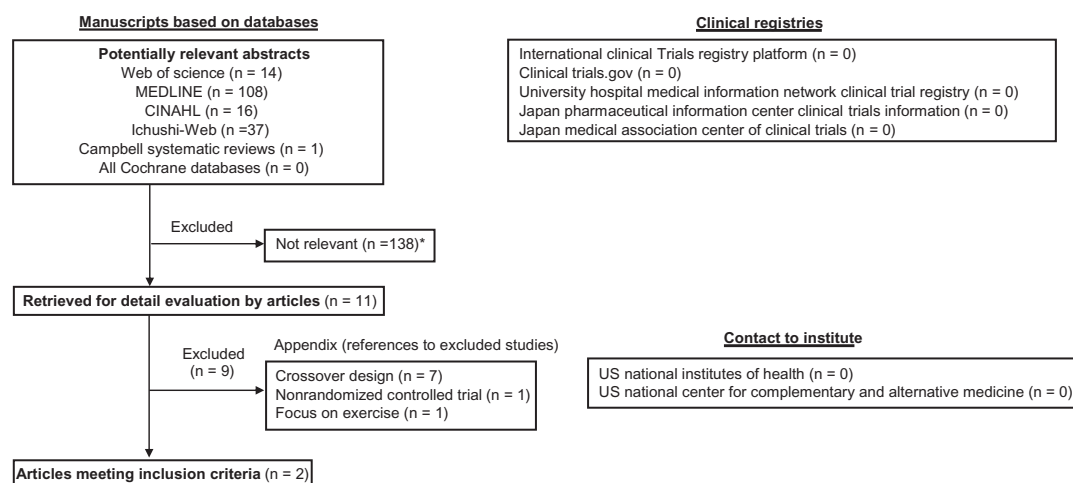 Manuscripts based on databases
Potentially relevant abstracts
Web of science (n = 14)
MEDLINE (n = 108)
CINAHL (n = 16)
Ichushi-Web (n =37)
Campbell systematic reviews (n = 1)
All Cochrane databases (n = 0)
Excluded
Not relevant (n =138)*
Retrieved for detail evaluation by articles (n = 11)
Excluded
(n = 9)
Appendix (references to excluded studies)
Crossover design (n = 7)
Nonrandomized controlled trial (n = 1)
Focus on exercise (n = 1)
Articles meeting inclusion criteria (n = 2)
Clinical registries
International clinical Trials registry platform (n = 0)
Clinical trials.gov (n = 0)
University hospital medical information network clinical trial registry (n = 0)
Japan pharmaceutical information center clinical trials information (n = 0)
Japan medical association center of clinical trials (n = 0)
Contact to institute
US national institutes of health (n = 0)
US national center for complementary and alternative medicine (n = 0)